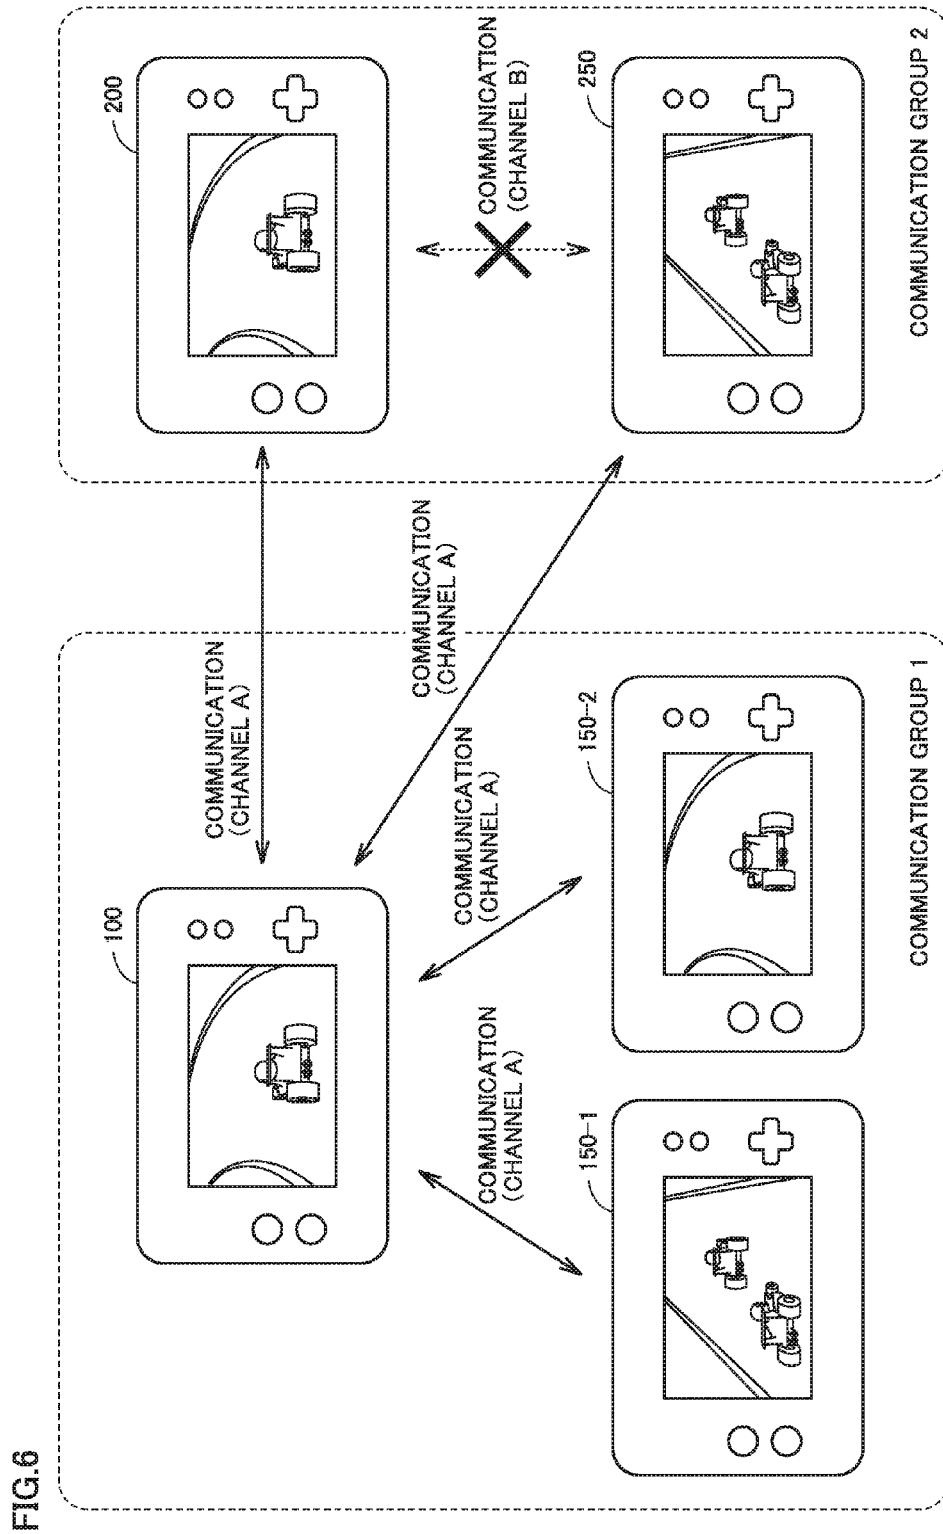 FIG.6
100
COMMUNICATION
(CHANNEL A)
200
COMMUNICATION
(CHANNEL A)
COMMUNICATION
(CHANNEL A)
COMMUNICATION
(CHANNEL A)
COMMUNICATION
(CHANNEL B)
150-1
150-2
250
COMMUNICATION GROUP 1
COMMUNICATION GROUP 2